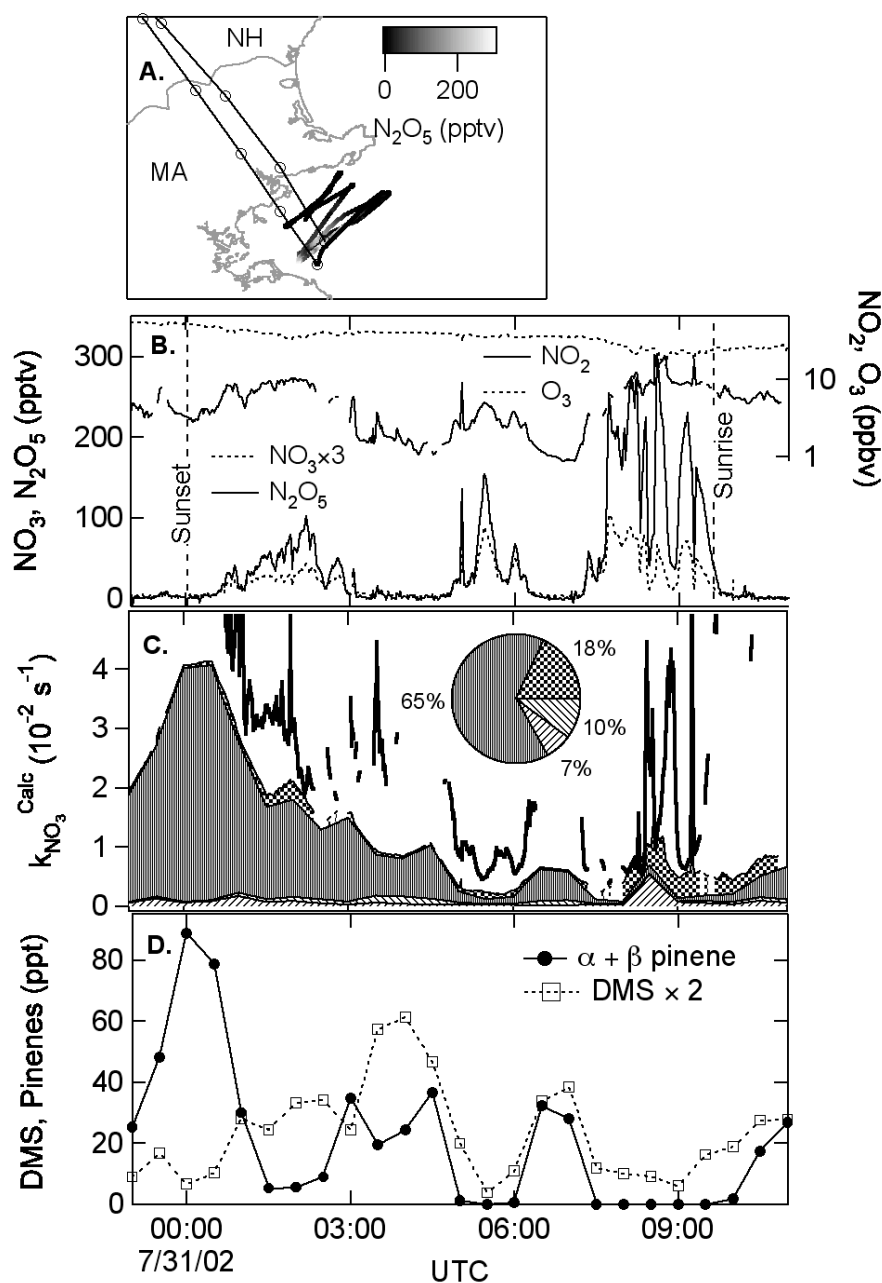 A.
NH
MA
0 200
N₂O₅ (pptv)
B.
NO₃, N₂O₅ (pptv)
300
200
100
0
NO₂
O₃
NO₃×3
N₂O₅
Sunset
Sunrise
10
1
NO₂, O₃ (ppbv)
C.
k_NO₃^Calc (10⁻² s⁻¹)
4
3
2
1
0
65%
18%
10%
7%
D.
DMS, Pinenes (ppt)
80
60
40
20
0
α + β pinene
DMS × 2
00:00 03:00 06:00 09:00
7/31/02
UTC